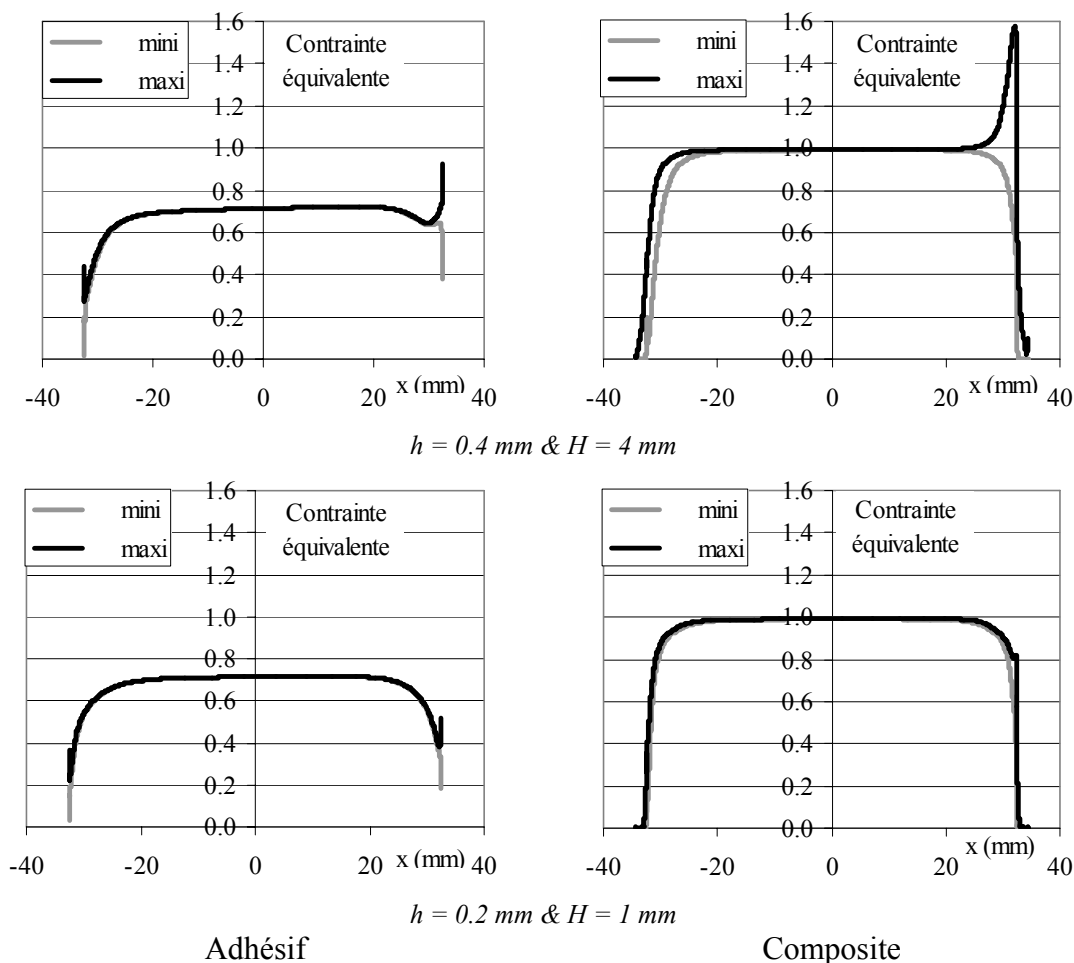 mini
maxi
Contrainte
équivalente
1.6
1.4
1.2
1.0
0.8
0.6
0.4
0.2
0.0
x (mm)
-40 -20 0 20 40
mini
maxi
Contrainte
équivalente
1.6
1.4
1.2
1.0
0.8
0.6
0.4
0.2
0.0
x (mm)
-40 -20 0 20 40
h = 0.4 mm & H = 4 mm
mini
maxi
Contrainte
équivalente
1.6
1.4
1.2
1.0
0.8
0.6
0.4
0.2
0.0
x (mm)
-40 -20 0 20 40
mini
maxi
Contrainte
équivalente
1.6
1.4
1.2
1.0
0.8
0.6
0.4
0.2
0.0
x (mm)
-40 -20 0 20 40
h = 0.2 mm & H = 1 mm
Adhésif
Composite